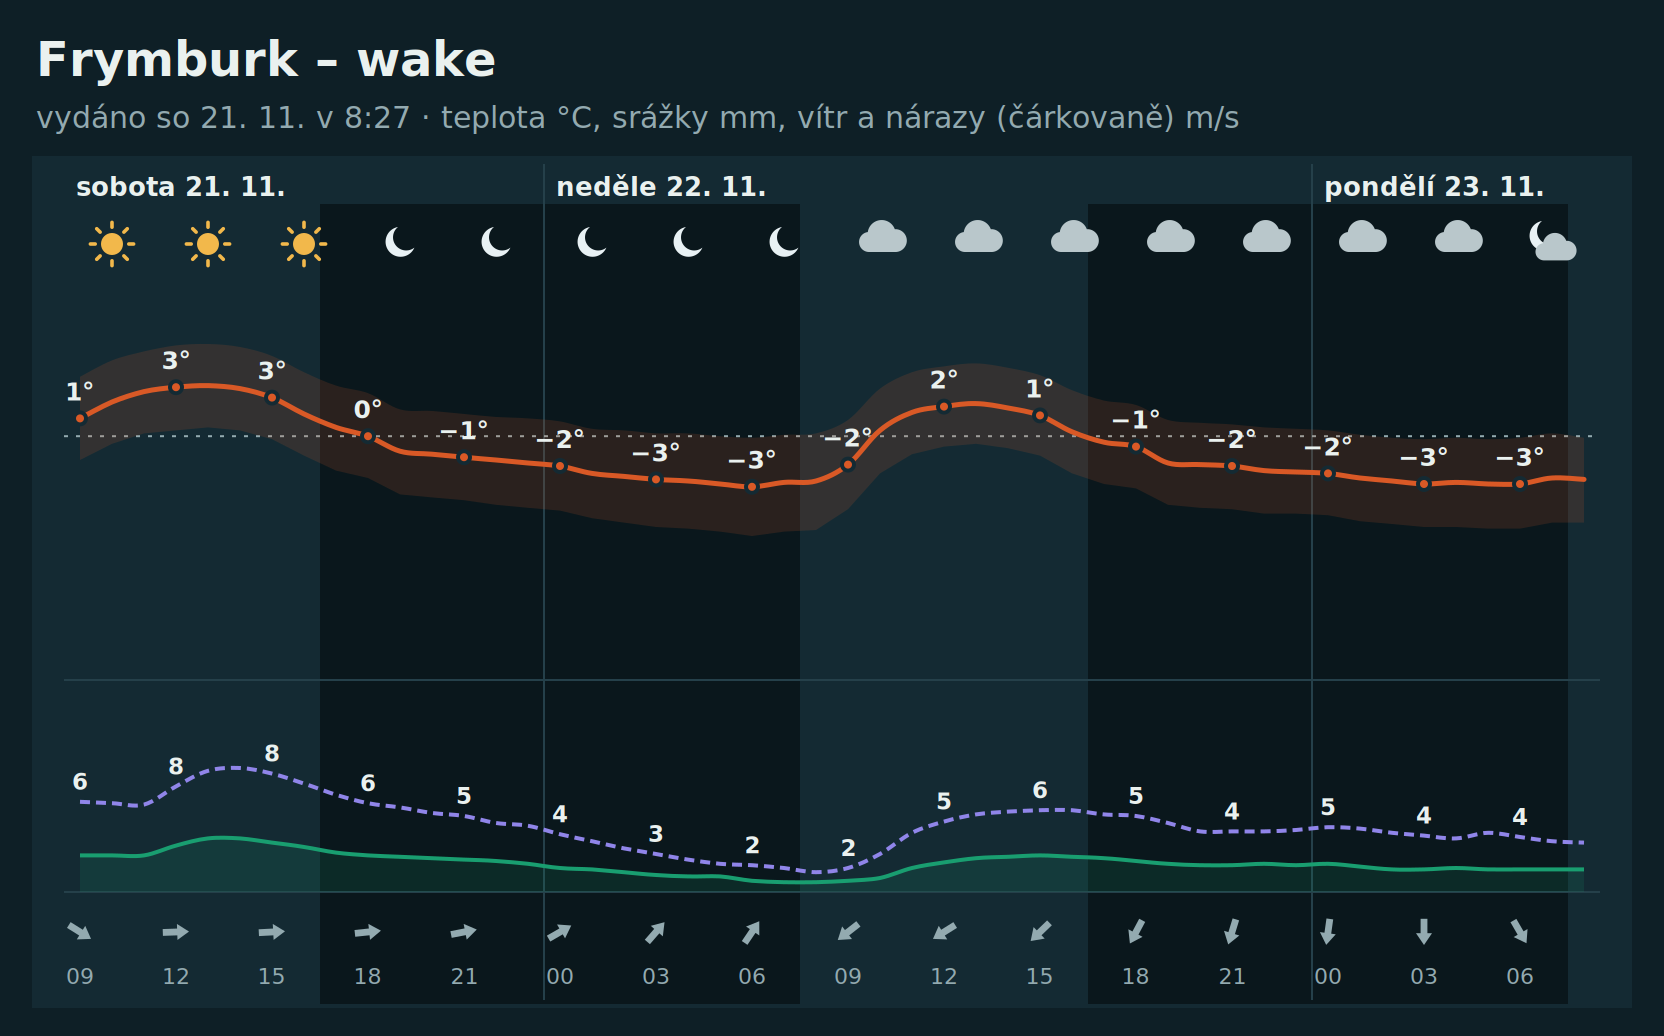 Frymburk – wake
vydáno so 21. 11. v 8:27 · teplota °C, srážky mm, vítr a nárazy (čárkovaně) m/s
sobota 21. 11. neděle 22. 11. pondělí 23. 11.
1° 3° 3° 0° −1° −2° −3° −3° −2° 2° 1° −1° −2° −2° −3° −3°
6 8 8 6 5 4 3 2 2 5 6 5 4 5 4 4
09 12 15 18 21 00 03 06 09 12 15 18 21 00 03 06